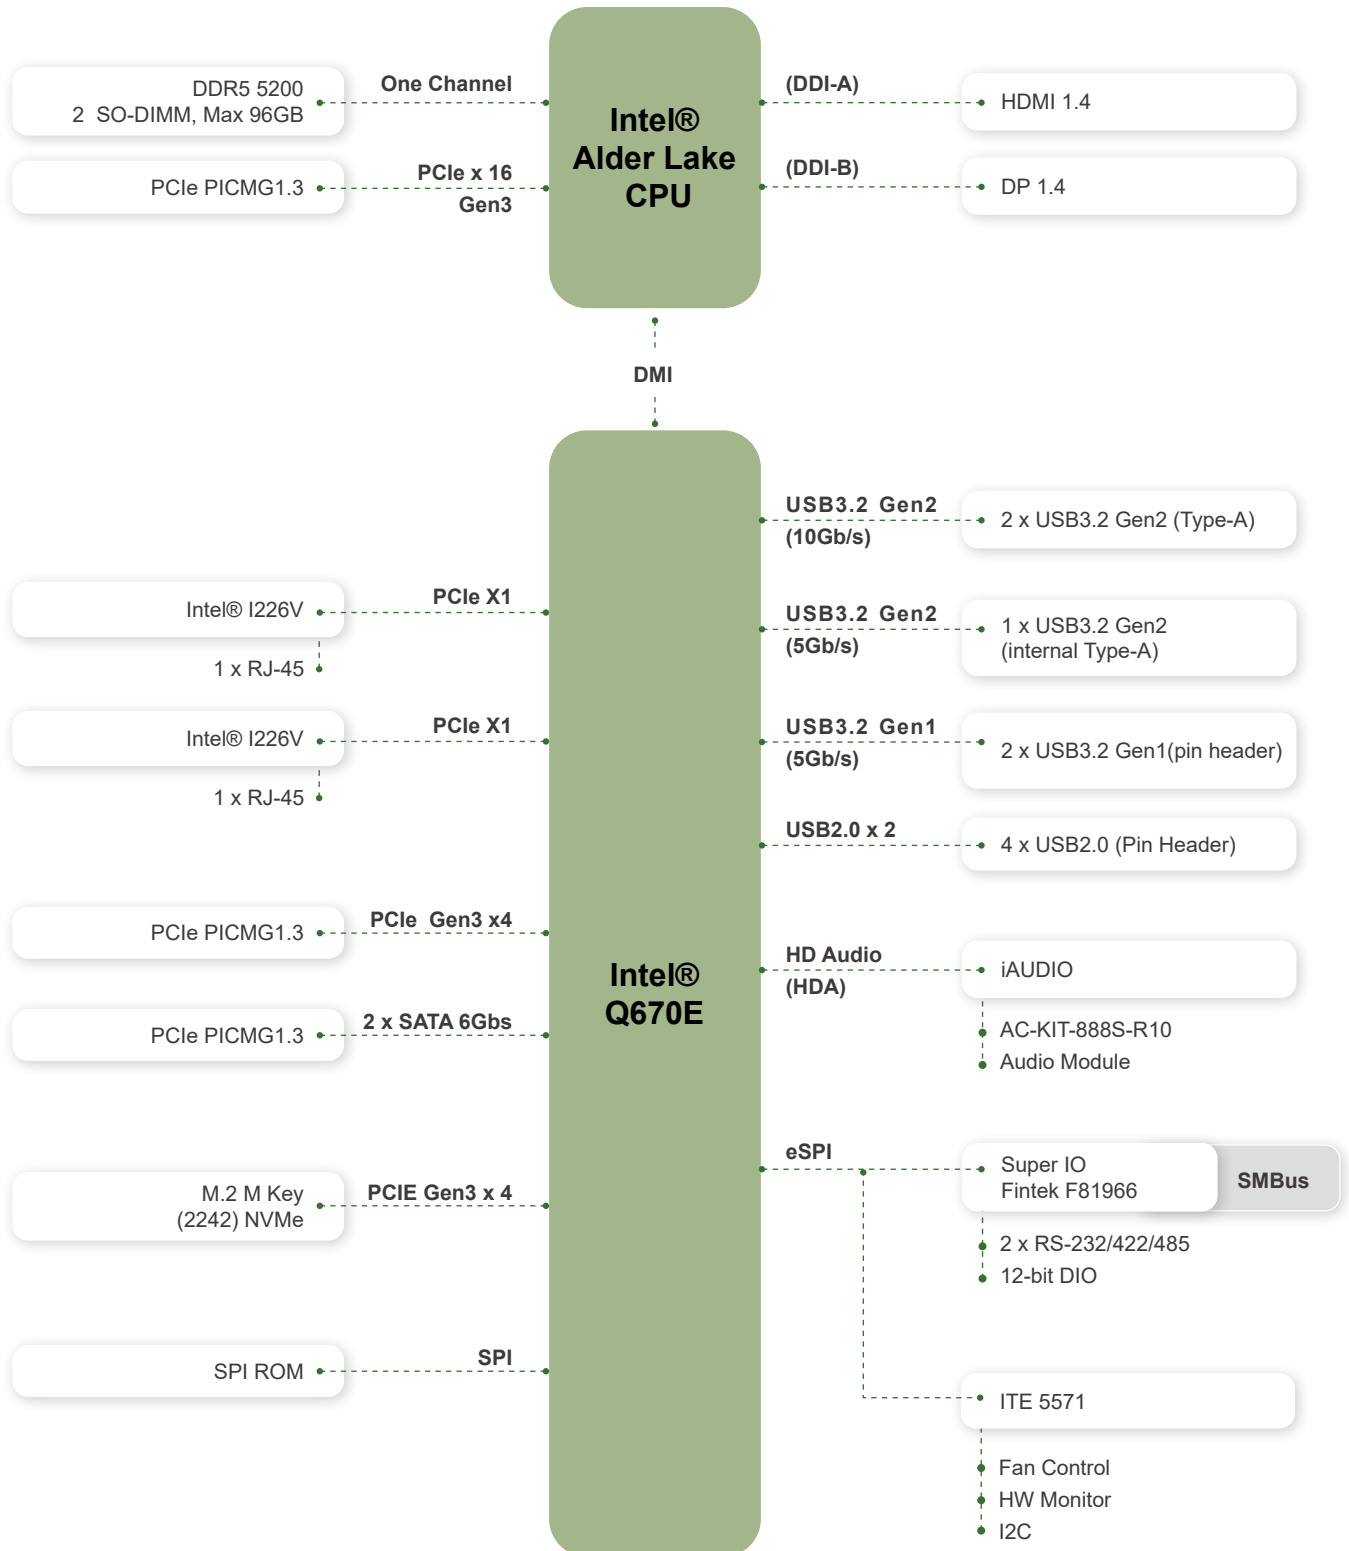 DDR5 5200
2  SO-DIMM, Max 96GB
One Channel
PCIe PICMG1.3
PCIe x 16
Gen3
Intel®
Alder Lake
CPU
(DDI-A)
HDMI 1.4
(DDI-B)
DP 1.4
DMI
Intel®
Q670E
Intel® I226V
PCIe X1
1 x RJ-45
Intel® I226V
PCIe X1
1 x RJ-45
PCIe PICMG1.3
PCIe  Gen3 x4
PCIe PICMG1.3
2 x SATA 6Gbs
M.2 M Key
(2242) NVMe
PCIE Gen3 x 4
SPI ROM
SPI
USB3.2 Gen2
(10Gb/s)
2 x USB3.2 Gen2 (Type-A)
USB3.2 Gen2
(5Gb/s)
1 x USB3.2 Gen2
(internal Type-A)
USB3.2 Gen1
(5Gb/s)
2 x USB3.2 Gen1(pin header)
USB2.0 x 2
4 x USB2.0 (Pin Header)
HD Audio
(HDA)
iAUDIO
AC-KIT-888S-R10
Audio Module
eSPI
Super IO
Fintek F81966
SMBus
2 x RS-232/422/485
12-bit DIO
ITE 5571
Fan Control
HW Monitor
I2C